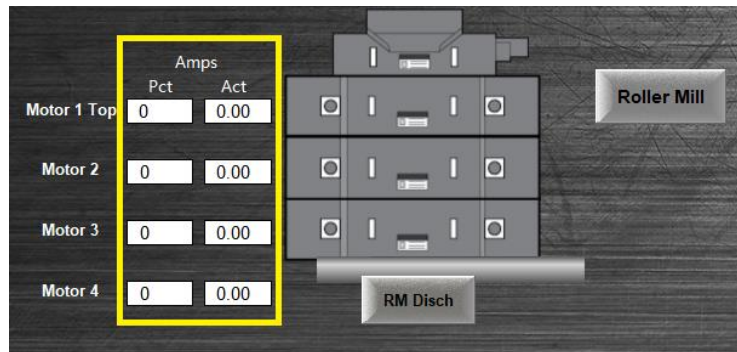 Amps
Pct Act
Roller Mill
Motor 1 Top 0 0.00
Motor 2 0 0.00
Motor 3 0 0.00
Motor 4 0 0.00
RM Disch